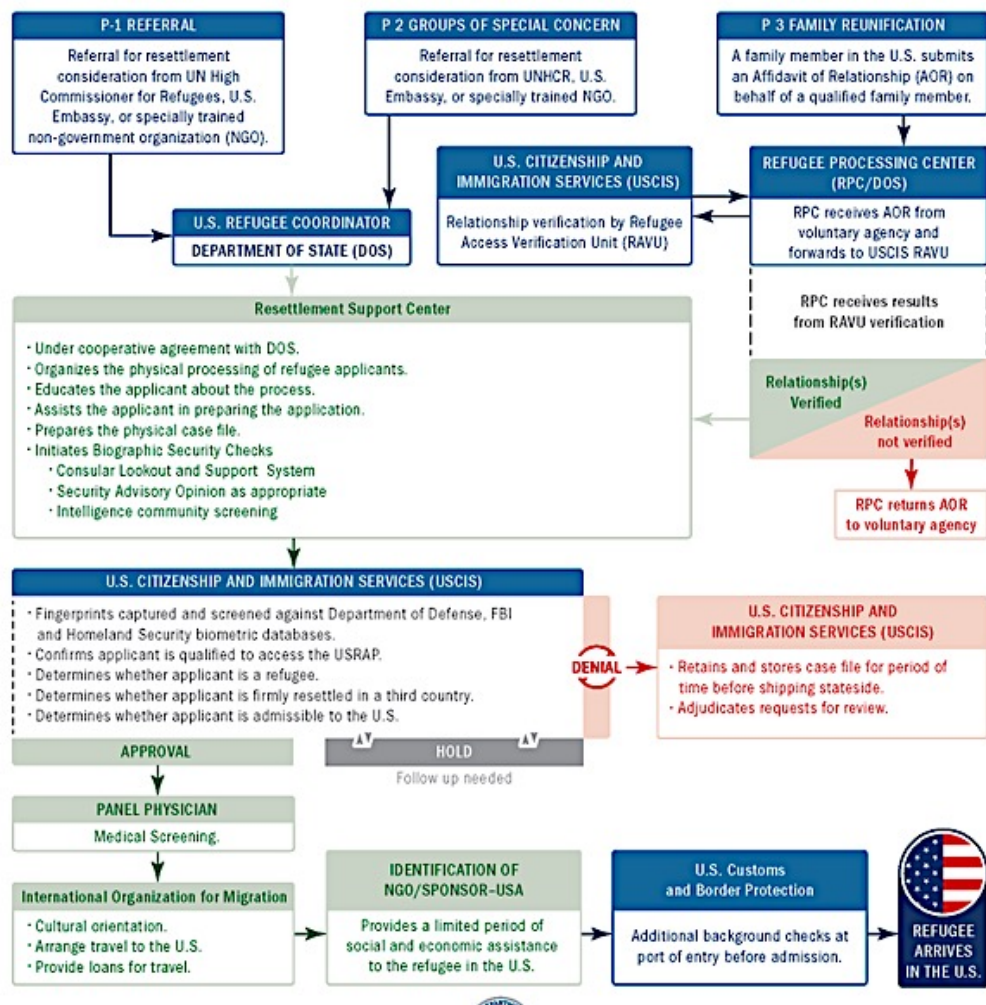 P-1 REFERRAL
Referral for resettlement
consideration from UN High
Commissioner for Refugees, U.S.
Embassy, or specially trained
non-government organization (NGO).
P 2 GROUPS OF SPECIAL CONCERN
Referral for resettlement
consideration from UNHCR, U.S.
Embassy, or specially trained NGO.
P 3 FAMILY REUNIFICATION
A family member in the U.S. submits
an Affidavit of Relationship (AOR) on
behalf of a qualified family member.
U.S. CITIZENSHIP AND
IMMIGRATION SERVICES (USCIS)
Relationship verification by Refugee
Access Verification Unit (RAVU)
REFUGEE PROCESSING CENTER
(RPC/DOS)
RPC receives AOR from
voluntary agency and
forwards to USCIS RAVU
U.S. REFUGEE COORDINATOR
DEPARTMENT OF STATE (DOS)
RPC receives results
from RAVU verification
Relationship(s)
Verified
Relationship(s)
not verified
RPC returns AOR
to voluntary agency
Resettlement Support Center
· Under cooperative agreement with DOS.
· Organizes the physical processing of refugee applicants.
· Educates the applicant about the process.
· Assists the applicant in preparing the application.
· Prepares the physical case file.
· Initiates Biographic Security Checks
· Consular Lookout and Support System
· Security Advisory Opinion as appropriate
· Intelligence community screening
U.S. CITIZENSHIP AND IMMIGRATION SERVICES (USCIS)
· Fingerprints captured and screened against Department of Defense, FBI
and Homeland Security biometric databases.
· Confirms applicant is qualified to access the USRAP.
· Determines whether applicant is a refugee.
· Determines whether applicant is firmly resettled in a third country.
· Determines whether applicant is admissible to the U.S.
DENIAL
U.S. CITIZENSHIP AND
IMMIGRATION SERVICES (USCIS)
· Retains and stores case file for period of
time before shipping stateside.
· Adjudicates requests for review.
APPROVAL
HOLD
Follow up needed
PANEL PHYSICIAN
Medical Screening.
International Organization for Migration
· Cultural orientation.
· Arrange travel to the U.S.
· Provide loans for travel.
IDENTIFICATION OF
NGO/SPONSOR-USA
Provides a limited period of
social and economic assistance
to the refugee in the U.S.
U.S. Customs
and Border Protection
Additional background checks at
port of entry before admission.
REFUGEE
ARRIVES
IN THE U.S.